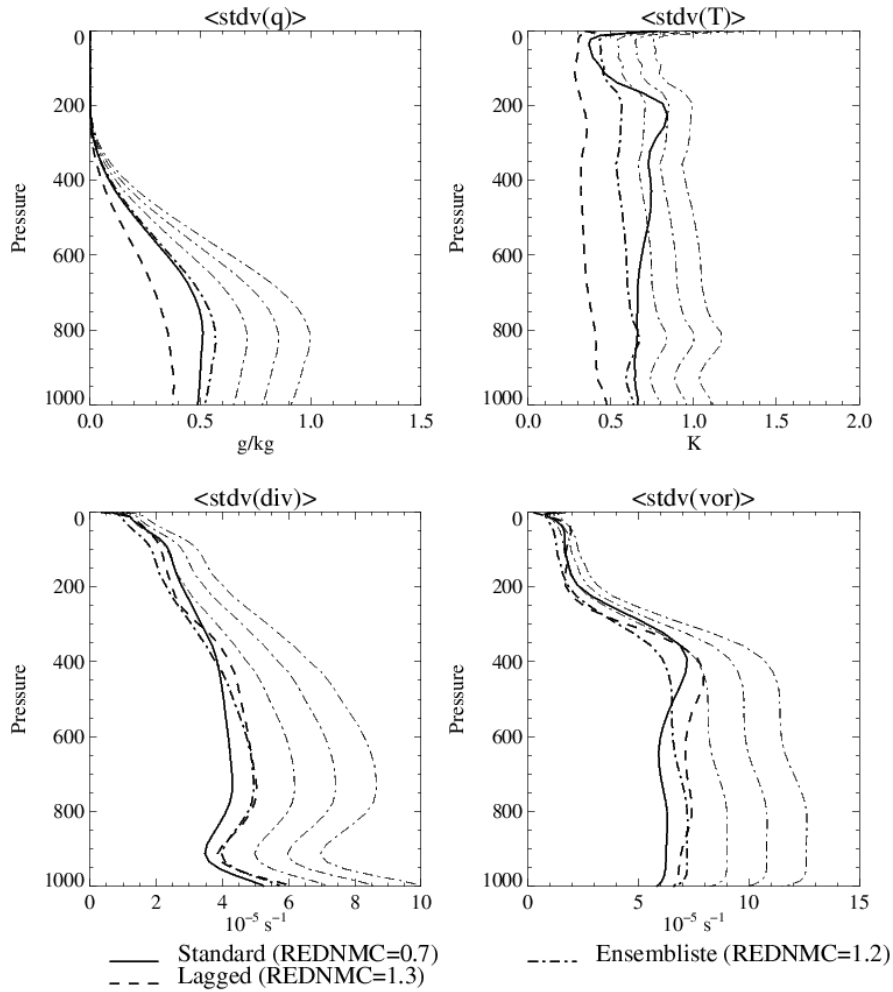 <stdv(q)>
<stdv(T)>
0
200
400
600
800
1000
Pressure
0.0 0.5 1.0 1.5
g/kg
0
200
400
600
800
1000
Pressure
0.0 0.5 1.0 1.5 2.0
K
<stdv(div)>
<stdv(vor)>
0
200
400
600
800
1000
Pressure
0 2 4 6 8 10
10⁻⁵ s⁻¹
0
200
400
600
800
1000
Pressure
0 5 10 15
10⁻⁵ s⁻¹
Standard (REDNMC=0.7)
Lagged (REDNMC=1.3)
Ensembliste (REDNMC=1.2)